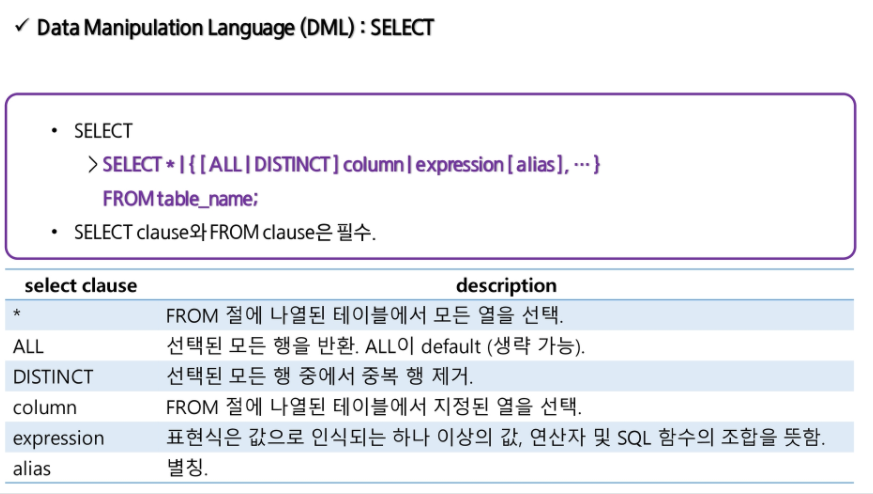 ✓ Data Manipulation Language (DML) : SELECT
• SELECT
> SELECT * | { [ ALL | DISTINCT ] column | expression [ alias ], … }
FROM table_name;
• SELECT clause와 FROM clause은 필수.
select clause description
* FROM 절에 나열된 테이블에서 모든 열을 선택.
ALL 선택된 모든 행을 반환. ALL이 default (생략 가능).
DISTINCT 선택된 모든 행 중에서 중복 행 제거.
column FROM 절에 나열된 테이블에서 지정된 열을 선택.
expression 표현식은 값으로 인식되는 하나 이상의 값, 연산자 및 SQL 함수의 조합을 뜻함.
alias 별칭.